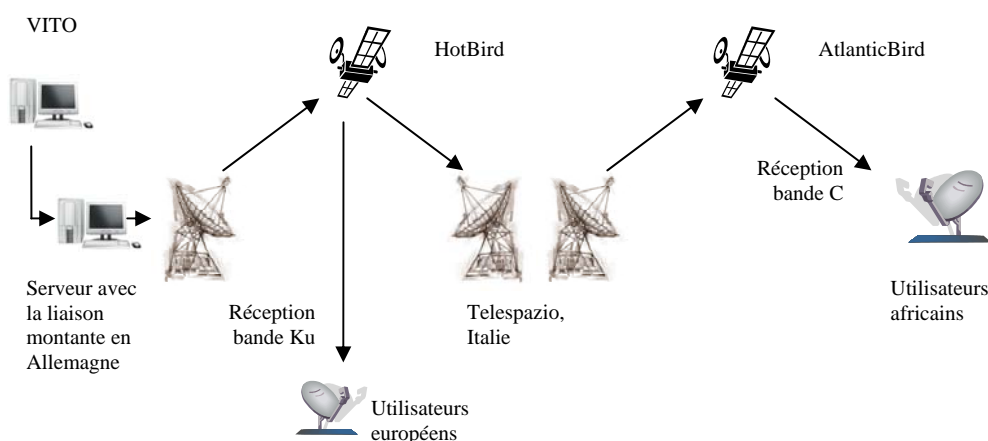 VITO
HotBird
AtlanticBird
Réception
bande C
Serveur avec
la liaison
montante en
Allemagne
Réception
bande Ku
Telespazio,
Italie
Utilisateurs
africains
Utilisateurs
européens